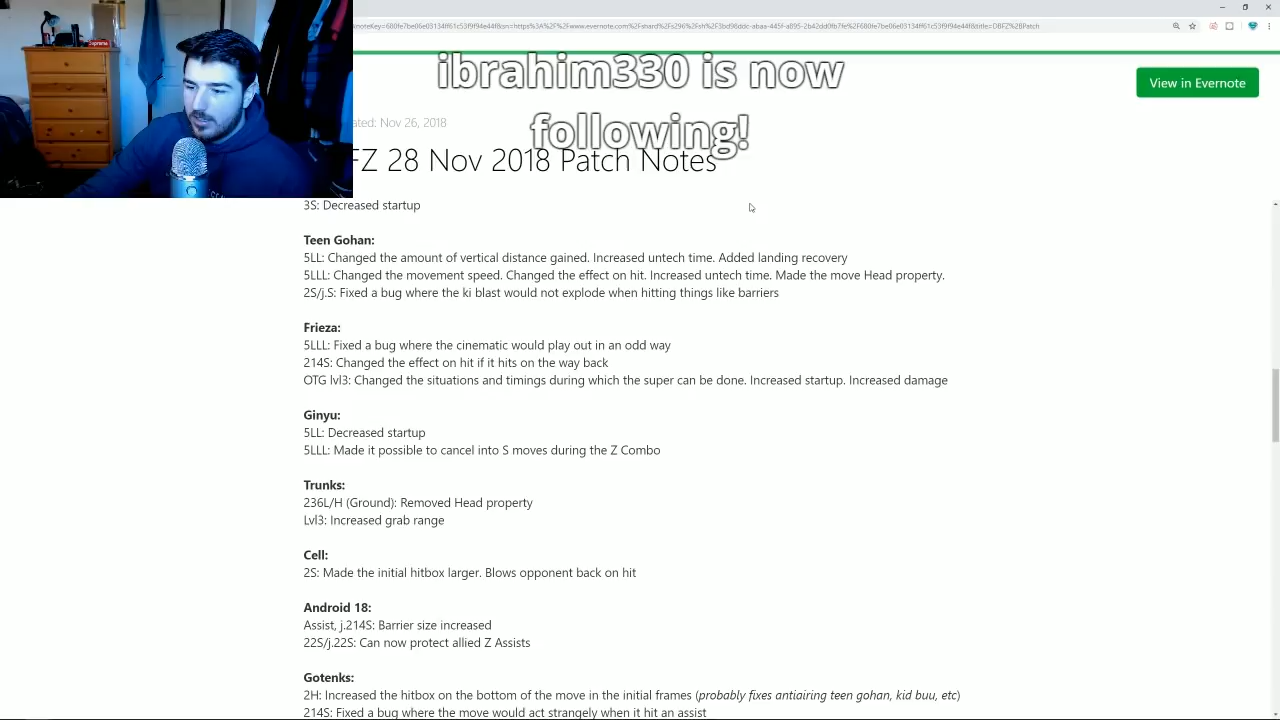 ibrahim330 is now
following!
View in Evernote
ated: Nov 26, 2018
FZ 28 Nov 2018 Patch Notes
3S: Decreased startup
Teen Gohan:
5LL: Changed the amount of vertical distance gained. Increased untech time. Added landing recovery
5LLL: Changed the movement speed. Changed the effect on hit. Increased untech time. Made the move Head property.
2S/j.S: Fixed a bug where the ki blast would not explode when hitting things like barriers
Frieza:
5LLL: Fixed a bug where the cinematic would play out in an odd way
214S: Changed the effect on hit if it hits on the way back
OTG lvl3: Changed the situations and timings during which the super can be done. Increased startup. Increased damage
Ginyu:
5LL: Decreased startup
5LLL: Made it possible to cancel into S moves during the Z Combo
Trunks:
236L/H (Ground): Removed Head property
Lvl3: Increased grab range
Cell:
2S: Made the initial hitbox larger. Blows opponent back on hit
Android 18:
Assist, j.214S: Barrier size increased
22S/j.22S: Can now protect allied Z Assists
Gotenks:
2H: Increased the hitbox on the bottom of the move in the initial frames (probably fixes antiairing teen gohan, kid buu, etc)
214S: Fixed a bug where the move would act strangely when it hit an assist